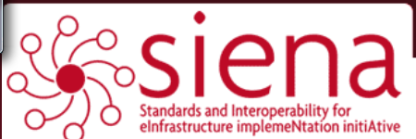 siena
Standards and Interoperability for
eInfrastructure implemeNtation initiAtive